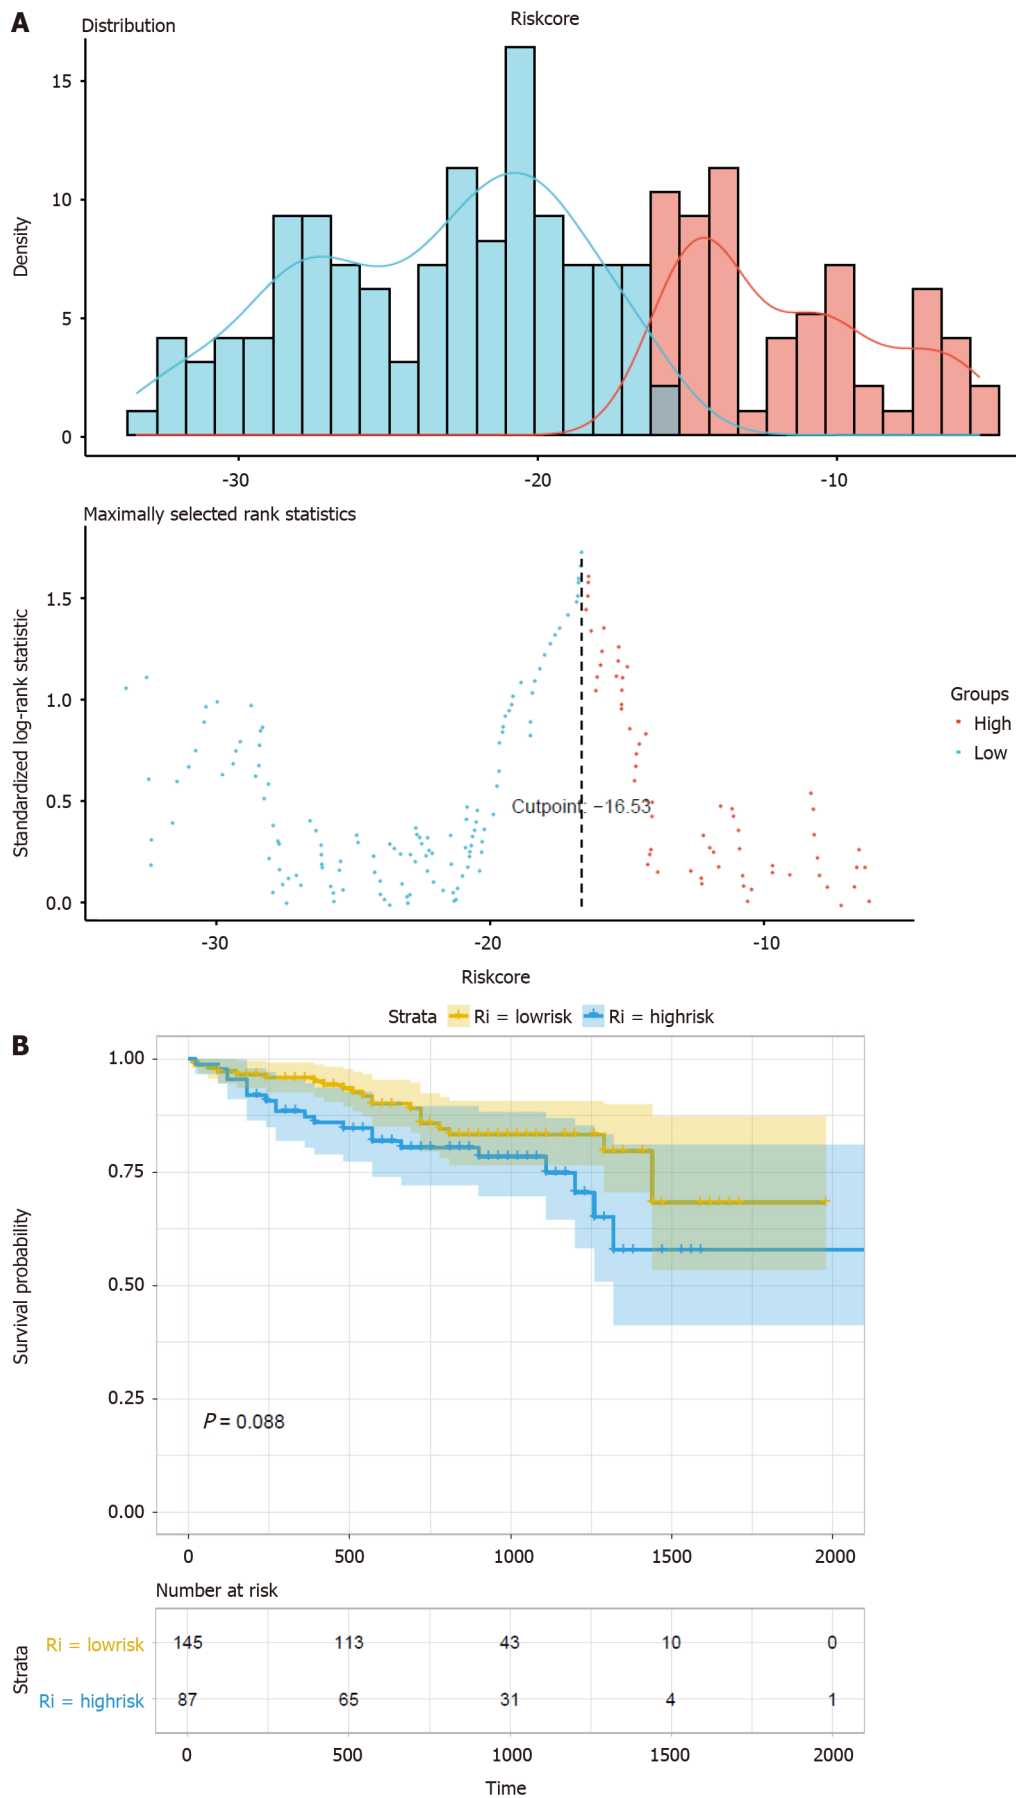 A
Distribution
Riskcore
Density
15
10
5
0
-30
-20
-10
Maximally selected rank statistics
Standardized log-rank statistic
1.5
1.0
0.5
0.0
Cutpoint: −16.53
-30
-20
-10
Riskcore
Groups
High
Low
B
Strata Ri = lowrisk Ri = highrisk
Survival probability
1.00
0.75
0.50
0.25
0.00
P = 0.088
0 500 1000 1500 2000
Number at risk
Strata
Ri = lowrisk 145 113 43 10 0
Ri = highrisk 87 65 31 4 1
0 500 1000 1500 2000
Time